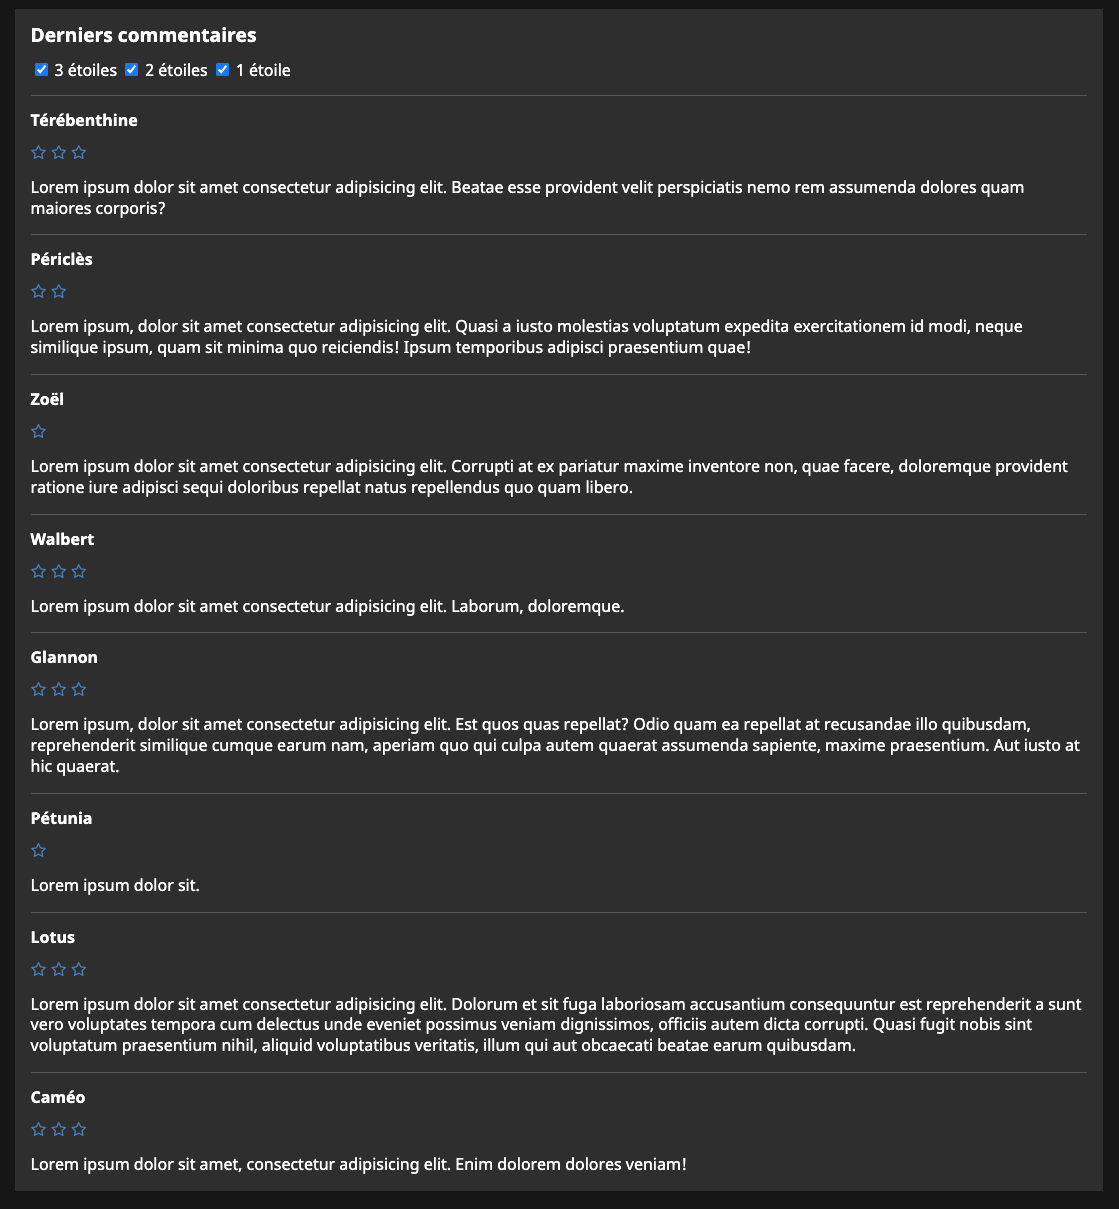 Derniers commentaires
3 étoiles 2 étoiles 1 étoile
Térébenthine
Lorem ipsum dolor sit amet consectetur adipisicing elit. Beatae esse provident velit perspiciatis nemo rem assumenda dolores quam
maiores corporis?
Périclès
Lorem ipsum, dolor sit amet consectetur adipisicing elit. Quasi a iusto molestias voluptatum expedita exercitationem id modi, neque
similique ipsum, quam sit minima quo reiciendis! Ipsum temporibus adipisci praesentium quae!
Zoël
Lorem ipsum dolor sit amet consectetur adipisicing elit. Corrupti at ex pariatur maxime inventore non, quae facere, doloremque provident
ratione iure adipisci sequi doloribus repellat natus repellendus quo quam libero.
Walbert
Lorem ipsum dolor sit amet consectetur adipisicing elit. Laborum, doloremque.
Glannon
Lorem ipsum, dolor sit amet consectetur adipisicing elit. Est quos quas repellat? Odio quam ea repellat at recusandae illo quibusdam,
reprehenderit similique cumque earum nam, aperiam quo qui culpa autem quaerat assumenda sapiente, maxime praesentium. Aut iusto at
hic quaerat.
Pétunia
Lorem ipsum dolor sit.
Lotus
Lorem ipsum dolor sit amet consectetur adipisicing elit. Dolorum et sit fuga laboriosam accusantium consequuntur est reprehenderit a sunt
vero voluptates tempora cum delectus unde eveniet possimus veniam dignissimos, officiis autem dicta corrupti. Quasi fugit nobis sint
voluptatum praesentium nihil, aliquid voluptatibus veritatis, illum qui aut obcaecati beatae earum quibusdam.
Caméo
Lorem ipsum dolor sit amet, consectetur adipisicing elit. Enim dolorem dolores veniam!